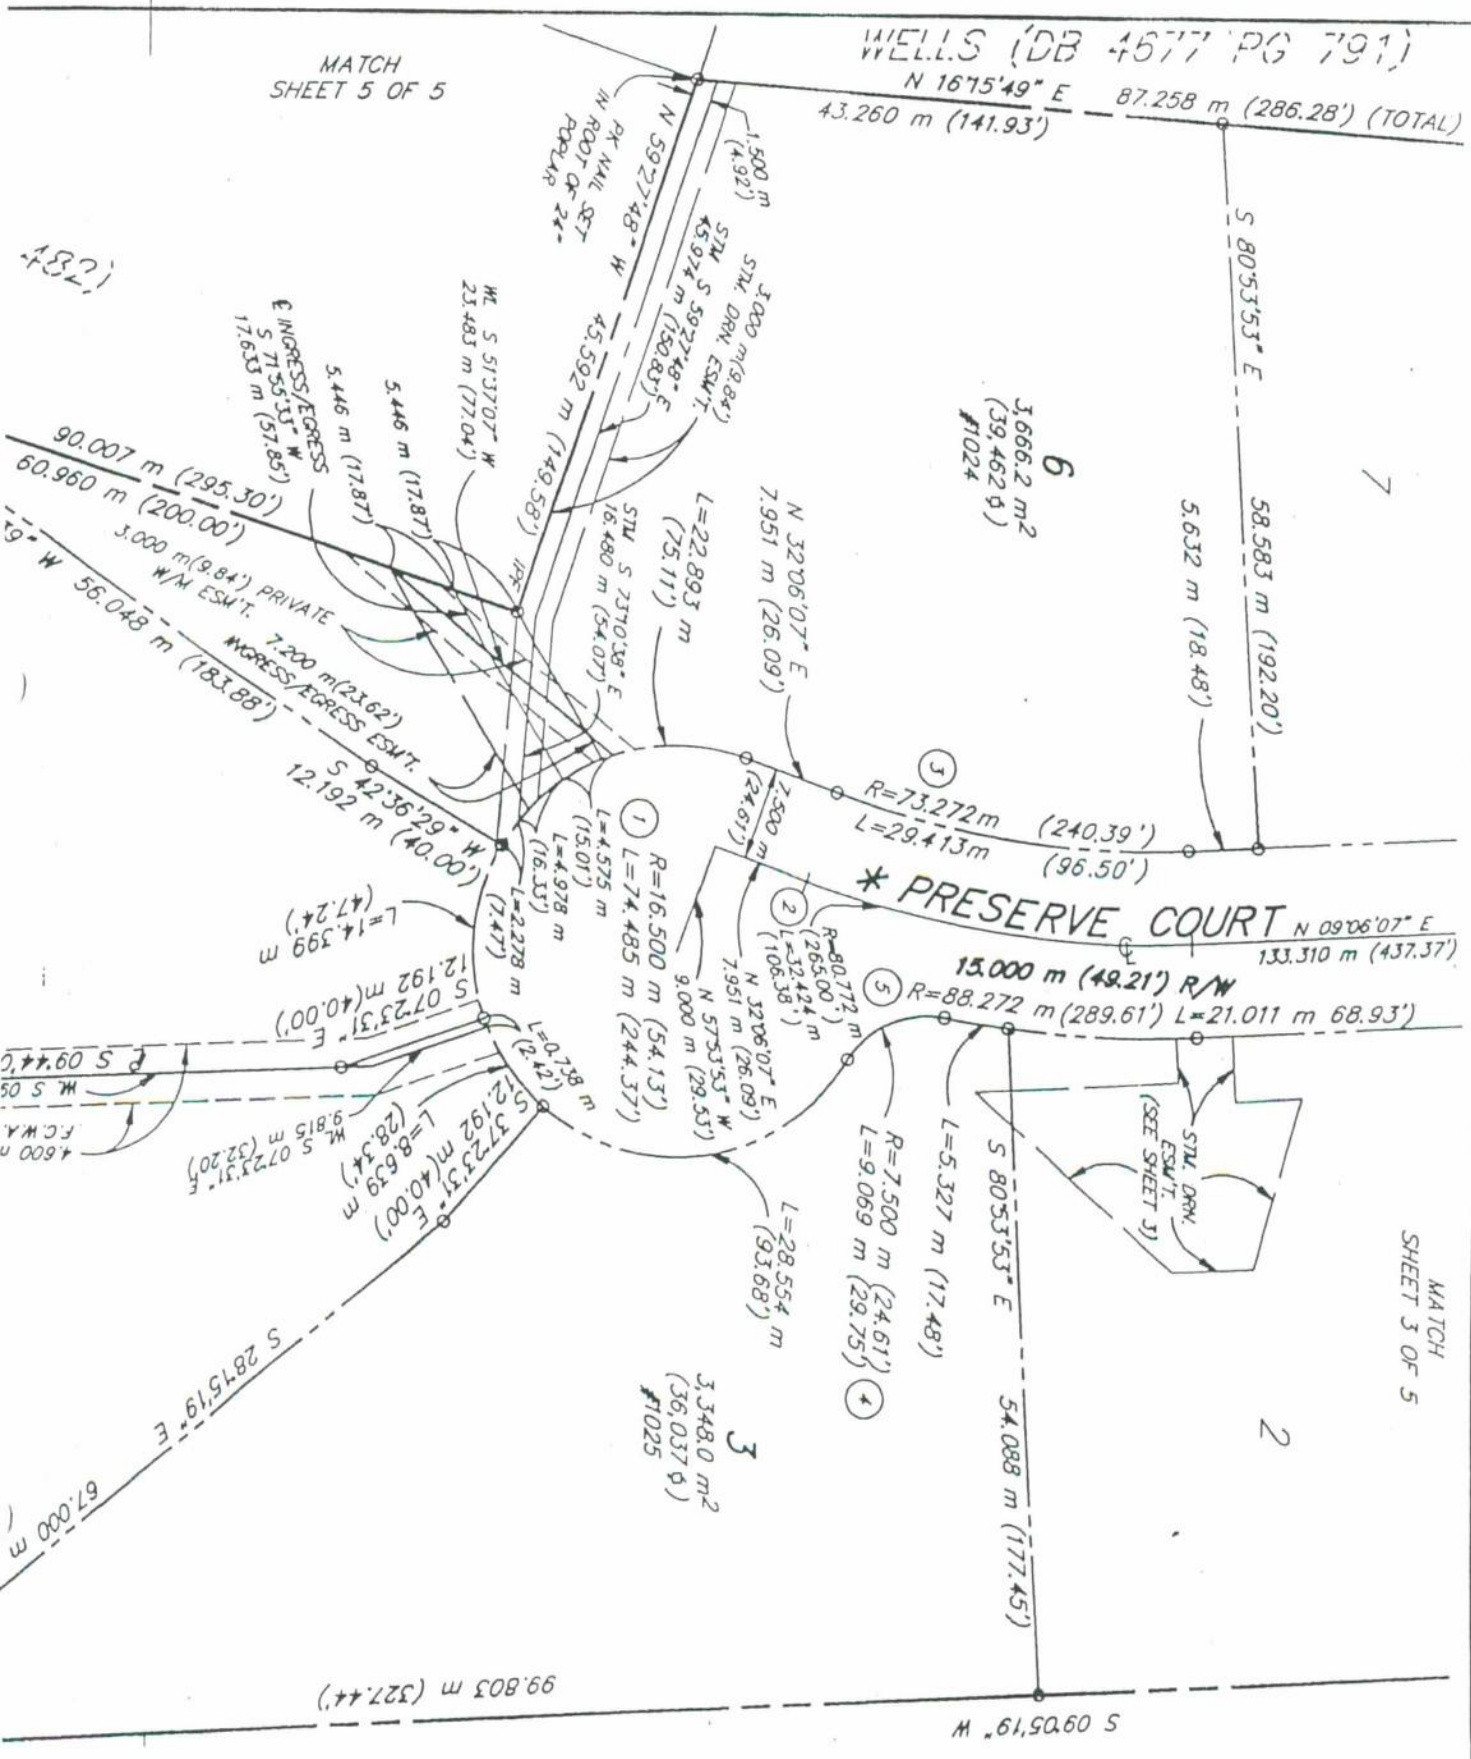 WELLS (DB 4677 PG 791)
N 16°15'49" E
87.258 m (286.28') (TOTAL)
43.260 m (141.93')
MATCH
SHEET 5 OF 5
PK NAIL SET
IN ROOT OF 24"
POPLAR
N 59°27'48" W
45.592 m (149.58')
1.500 m
(4.92')
3.000 m(9.84')
STM. DRN. ESM'T.
STM S 59°27'48" E
45.974 m (150.83')
S 80°53'53" E
58.583 m (192.20')
7
6
3,666.2 m2
(39,462 ф)
#1024
5.632 m (18.48')
482)
WL S 51°37'07" W
23.483 m (77.04')
5.446 m (17.87')
5.446 m (17.87')
℄ INGRESS/EGRESS
S 71°55'33" W
17.633 m (57.85')
90.007 m (295.30')
60.960 m (200.00')
3.000 m(9.84') PRIVATE
W/M ESM'T.
7.200 m(23.62')
INGRESS/EGRESS ESM'T.
29" W 56.048 m (183.88')
S 42°36'29" W
12.192 m (40.00')
IPF
STM S 73°10'38" E
16.480 m (54.07')
L=22.893 m
(75.11')
N 32°06'07" E
7.951 m (26.09')
3
R=73.272m (240.39')
L=29.413m (96.50')
7.500 m
(24.61')
* PRESERVE COURT
N 09°06'07" E
133.310 m (437.37')
15.000 m (49.21') R/W
℄
5
R=88.272 m (289.61') L=21.011 m 68.93')
2
R=80.772 m
(265.00')
L=32.424 m
(106.38')
N 32°06'07" E
7.951 m (26.09')
N 57°53'53" W
9.000 m (29.53')
1
R=16.500 m (54.13')
L=74.485 m (244.37')
L=4.575 m
(15.01')
L=4.978 m
(16.33')
L=2.278 m
(7.47')
L=14.399 m
(47.24')
S 07°23'31" E
12.192 m(40.00')
L=0.738 m
(2.42')
S 37°23'31" E
12.192 m(40.00')
L=8.639 m
(28.34')
WL S 07°23'31" E
9.815 m (32.20')
S 09°44'0
WL S 09
F.C.W.A.
4.600 m
L=28.554 m
(93.68')
R=7.500 m (24.61')
L=9.069 m (29.75')
4
L=5.327 m (17.48')
S 80°53'53" E
54.088 m (177.45')
STM. DRN.
ESM'T.
(SEE SHEET 3)
MATCH
SHEET 3 OF 5
2
3
3,348.0 m2
(36,037 ф)
#1025
S 28°15'19" E
67.000 m (
99.803 m (327.44')
S 09°05'19" W